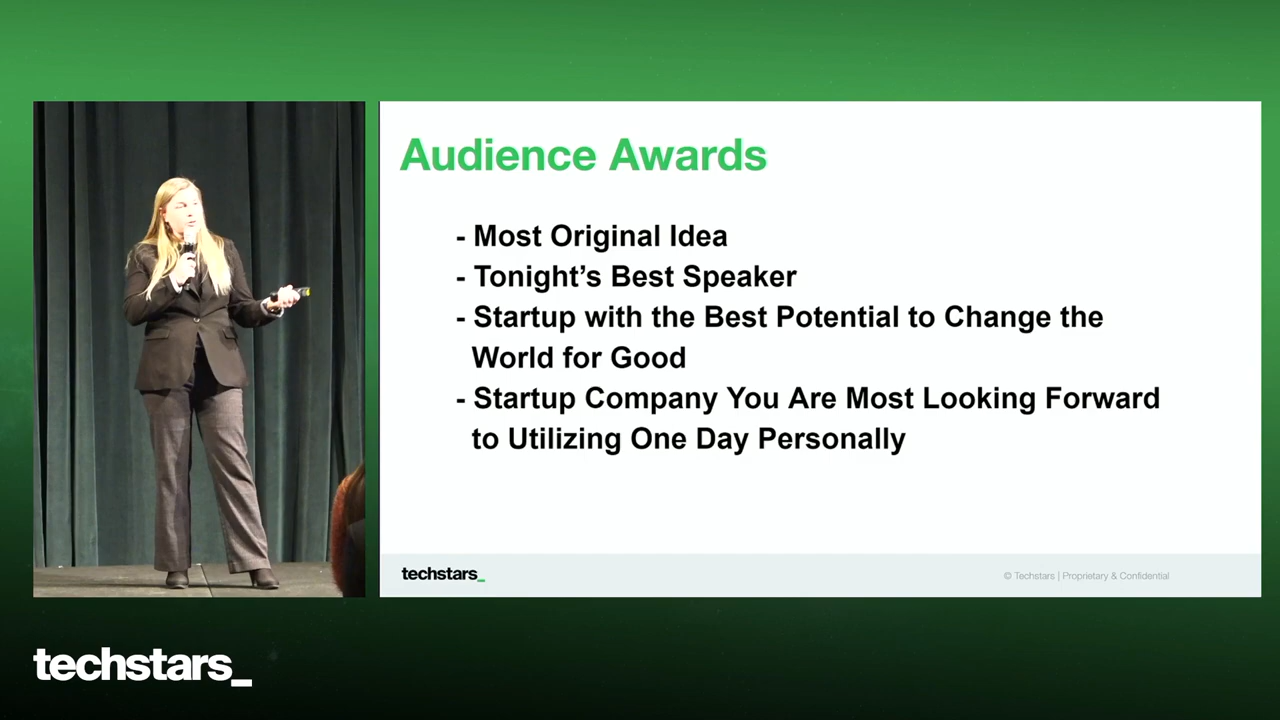 Audience Awards
- Most Original Idea
- Tonight’s Best Speaker
- Startup with the Best Potential to Change the
World for Good
- Startup Company You Are Most Looking Forward
to Utilizing One Day Personally
techstars_
© Techstars | Proprietary & Confidential
techstars_